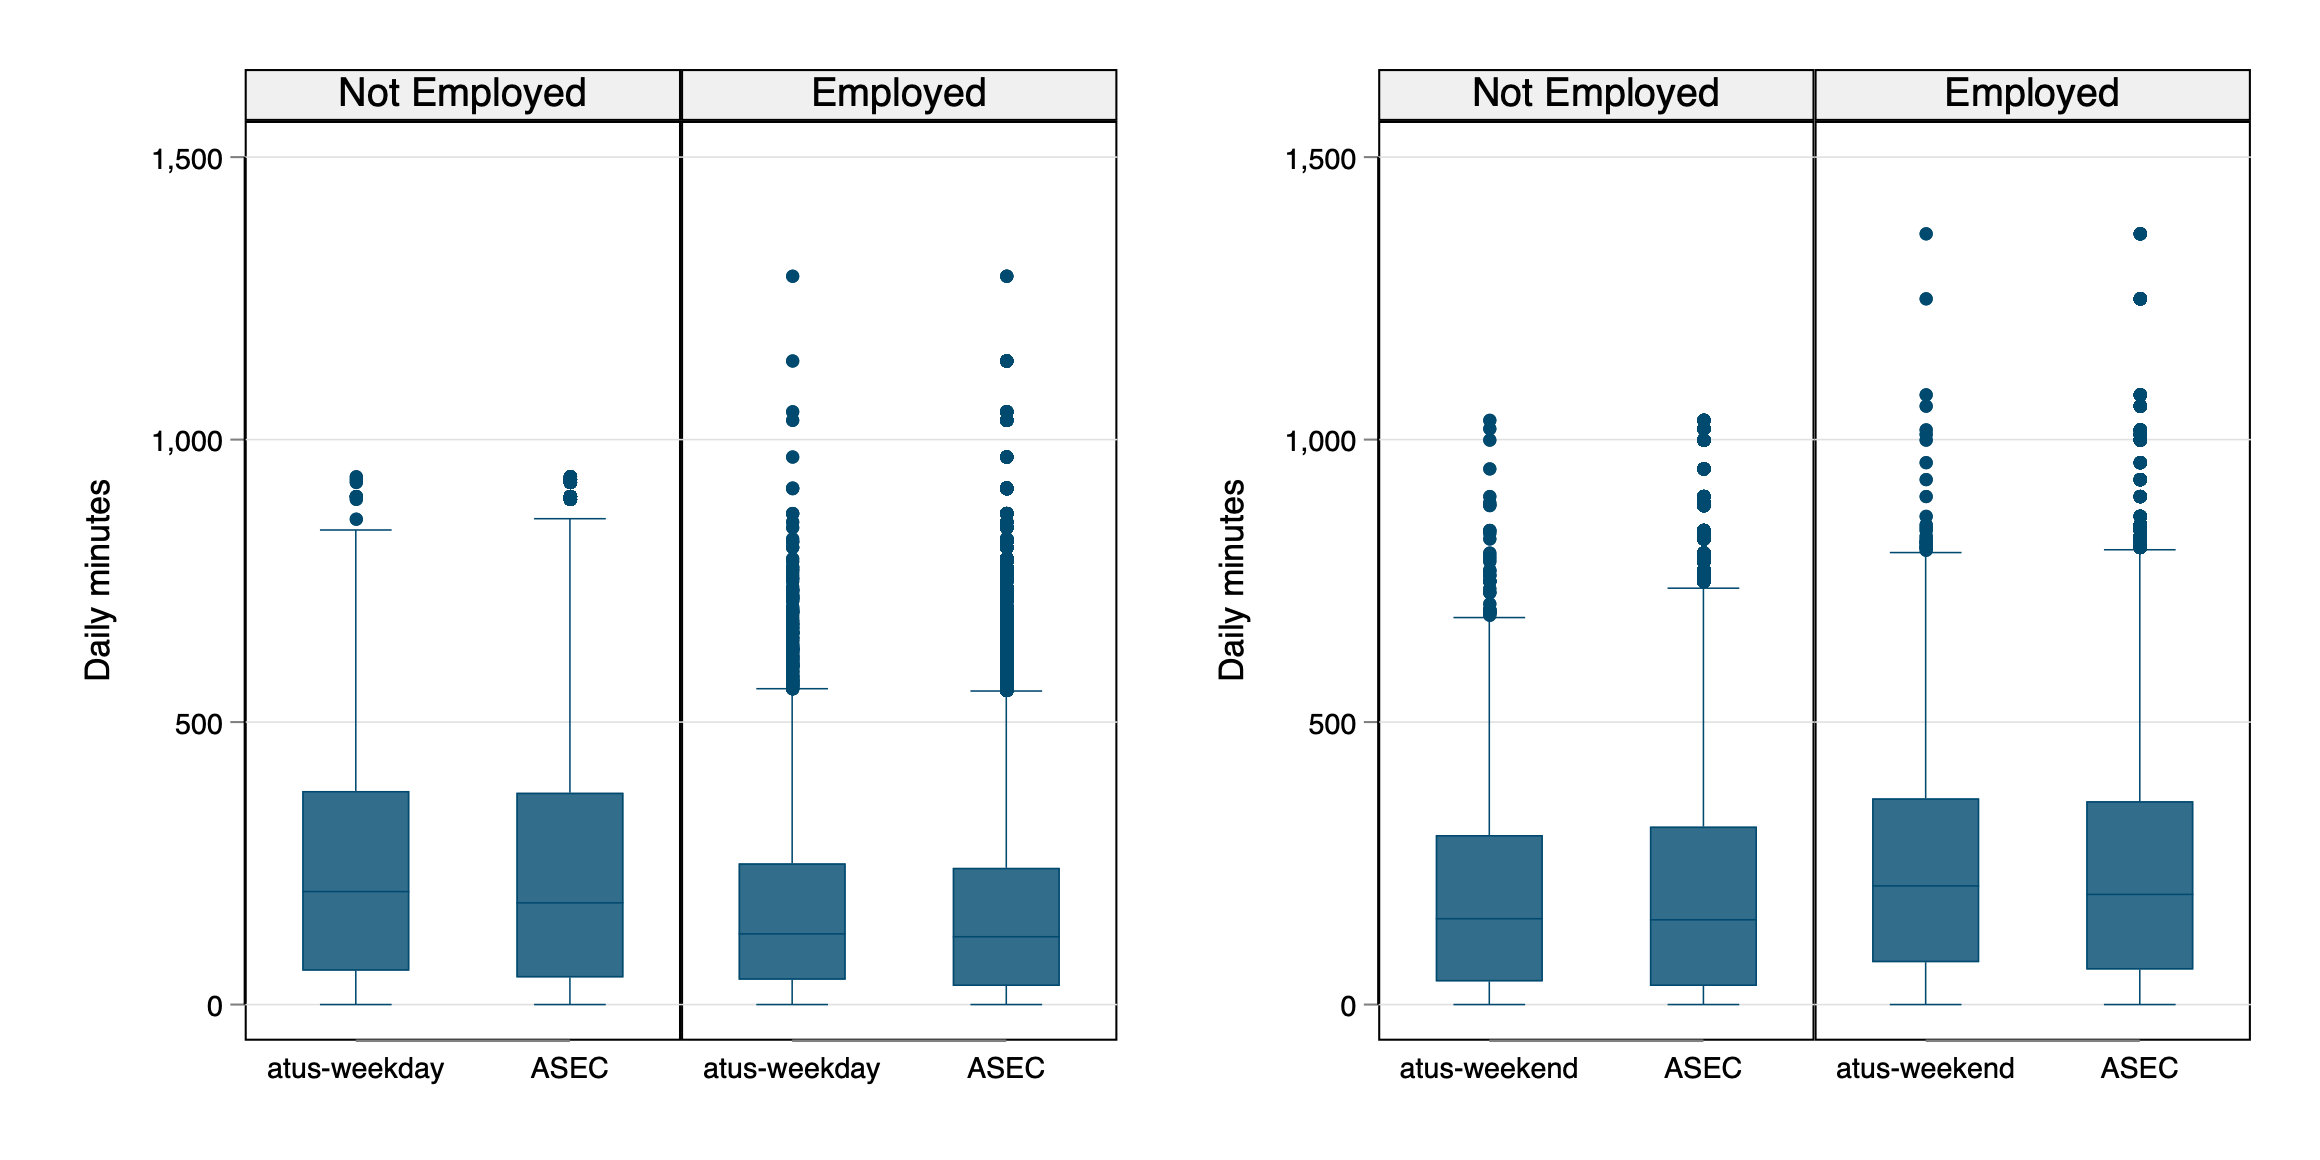 Not Employed
Employed
1,500
1,000
500
0
Daily minutes
atus-weekday
ASEC
atus-weekday
ASEC
Not Employed
Employed
1,500
1,000
500
0
Daily minutes
atus-weekend
ASEC
atus-weekend
ASEC